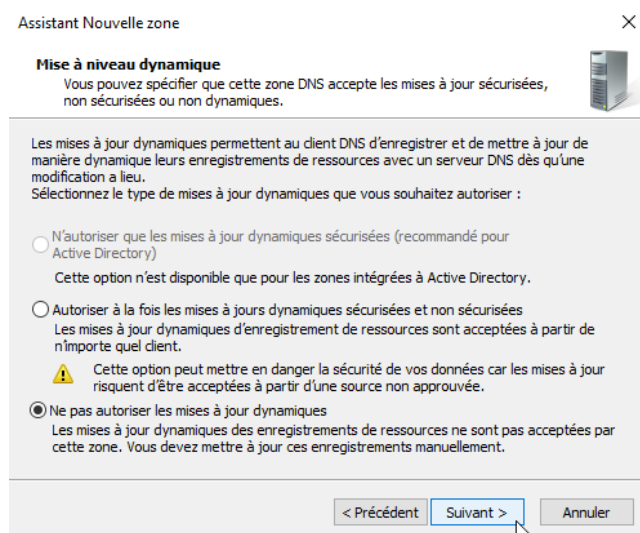 Assistant Nouvelle zone
Mise à niveau dynamique
Vous pouvez spécifier que cette zone DNS accepte les mises à jour sécurisées,
non sécurisées ou non dynamiques.
Les mises à jour dynamiques permettent au client DNS d'enregistrer et de mettre à jour de
manière dynamique leurs enregistrements de ressources avec un serveur DNS dès qu'une
modification a lieu.
Sélectionnez le type de mises à jour dynamiques que vous souhaitez autoriser :
N'autoriser que les mises à jour dynamiques sécurisées (recommandé pour
Active Directory)
Cette option n'est disponible que pour les zones intégrées à Active Directory.
Autoriser à la fois les mises à jours dynamiques sécurisées et non sécurisées
Les mises à jour dynamiques d'enregistrement de ressources sont acceptées à partir de
n'importe quel client.
Cette option peut mettre en danger la sécurité de vos données car les mises à jour
risquent d'être acceptées à partir d'une source non approuvée.
Ne pas autoriser les mises à jour dynamiques
Les mises à jour dynamiques des enregistrements de ressources ne sont pas acceptées par
cette zone. Vous devez mettre à jour ces enregistrements manuellement.
< Précédent Suivant > Annuler